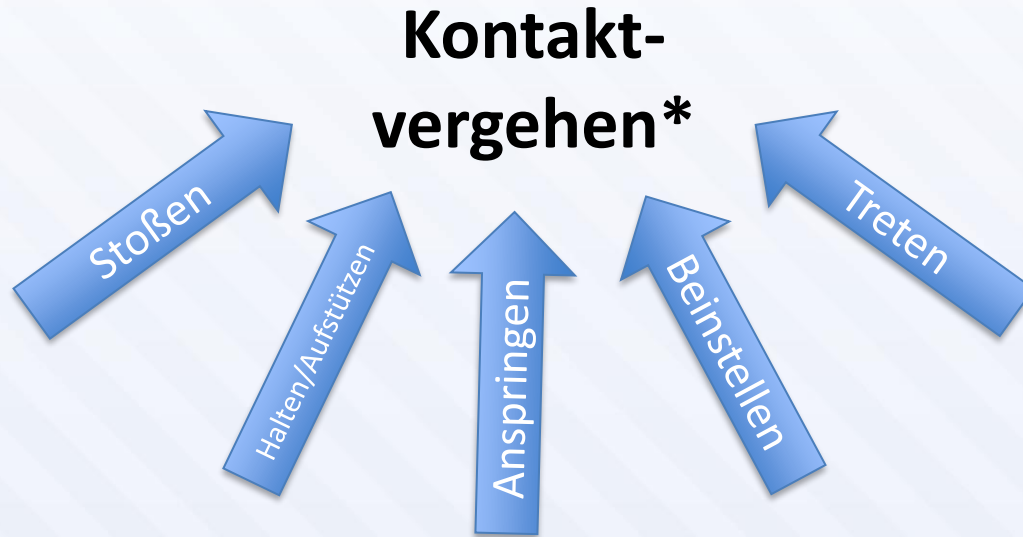 Kontakt-
vergehen*
Stoßen
Halten/Aufstützen
Anspringen
Beinstellen
Treten